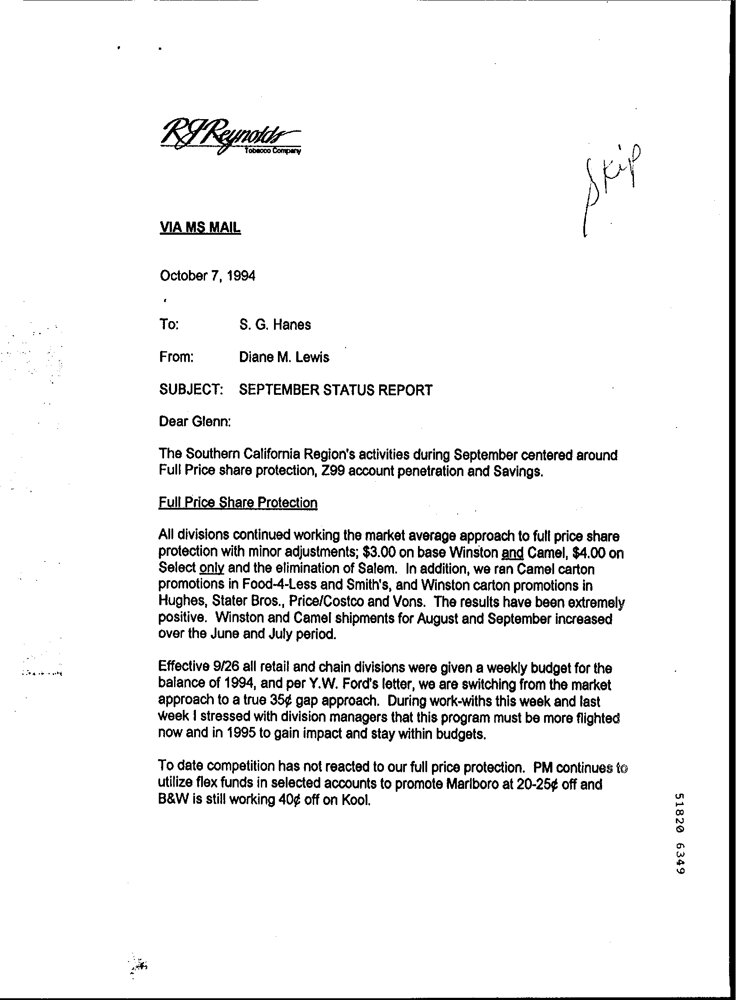 RJReynolds
Tobacco Company
Skip
VIA MS MAIL
October 7, 1994
To: S. G. Hanes
From: Diane M. Lewis
SUBJECT: SEPTEMBER STATUS REPORT
Dear Glenn:
The Southern California Region's activities during September centered around
Full Price share protection, Z99 account penetration and Savings.
Full Price Share Protection
All divisions continued working the market average approach to full price share
protection with minor adjustments; $3.00 on base Winston and Camel, $4.00 on
Select only and the elimination of Salem. In addition, we ran Camel carton
promotions in Food-4-Less and Smith's, and Winston carton promotions in
Hughes, Stater Bros., Price/Costco and Vons. The results have been extremely
positive. Winston and Camel shipments for August and September increased
over the June and July period.
Effective 9/26 all retail and chain divisions were given a weekly budget for the
balance of 1994, and per Y.W. Ford's letter, we are switching from the market
approach to a true 35¢ gap approach. During work-withs this week and last
week I stressed with division managers that this program must be more flighted
now and in 1995 to gain impact and stay within budgets.
To date competition has not reacted to our full price protection. PM continues to
utilize flex funds in selected accounts to promote Marlboro at 20-25¢ off and
B&W is still working 40¢ off on Kool.
51820 6349